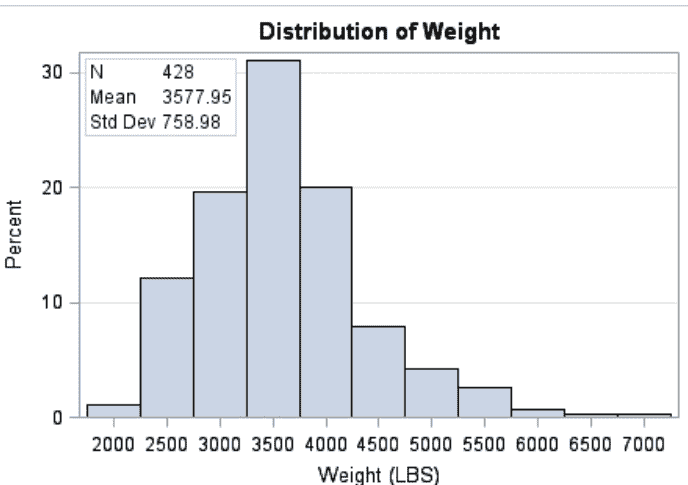 Distribution of Weight
N 428
Mean 3577.95
Std Dev 758.98
30
20
10
0
Percent
2000 2500 3000 3500 4000 4500 5000 5500 6000 6500 7000
Weight (LBS)